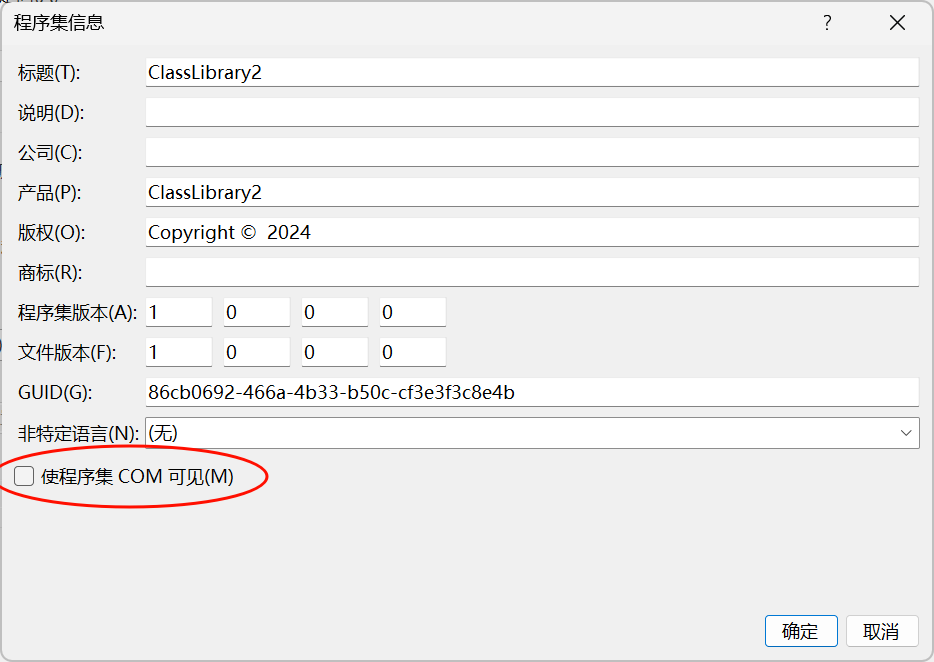 程序集信息
标题(T): ClassLibrary2
说明(D):
公司(C):
产品(P): ClassLibrary2
版权(O): Copyright ©  2024
商标(R):
程序集版本(A): 1 0 0 0
文件版本(F): 1 0 0 0
GUID(G): 86cb0692-466a-4b33-b50c-cf3e3f3c8e4b
非特定语言(N): (无)
使程序集 COM 可见(M)
确定 取消